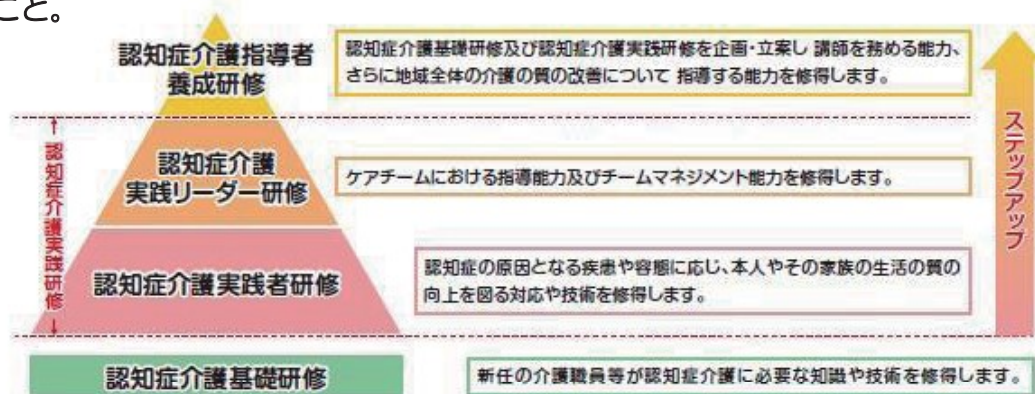 こと。
認知症介護指導者
養成研修
認知症介護基礎研修及び認知症介護実践研修を企画・立案し 講師を務める能力、
さらに地域全体の介護の質の改善について 指導する能力を修得します。
ステップアップ
←認知症介護実践研修→
認知症介護
実践リーダー研修
ケアチームにおける指導能力及びチームマネジメント能力を修得します。
認知症介護実践者研修
認知症の原因となる疾患や容態に応じ、本人やその家族の生活の質の
向上を図る対応や技術を修得します。
認知症介護基礎研修
新任の介護職員等が認知症介護に必要な知識や技術を修得します。